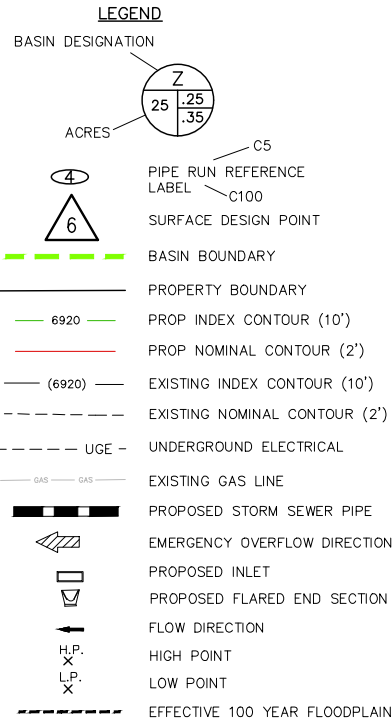 LEGEND
BASIN DESIGNATION
Z
25 .25
.35
ACRES
C5
4 PIPE RUN REFERENCE
LABEL
C100
6 SURFACE DESIGN POINT
BASIN BOUNDARY
PROPERTY BOUNDARY
6920 PROP INDEX CONTOUR (10')
PROP NOMINAL CONTOUR (2')
(6920) EXISTING INDEX CONTOUR (10')
EXISTING NOMINAL CONTOUR (2')
UGE UNDERGROUND ELECTRICAL
GAS GAS EXISTING GAS LINE
PROPOSED STORM SEWER PIPE
EMERGENCY OVERFLOW DIRECTION
PROPOSED INLET
PROPOSED FLARED END SECTION
FLOW DIRECTION
H.P. HIGH POINT
L.P. LOW POINT
EFFECTIVE 100 YEAR FLOODPLAIN